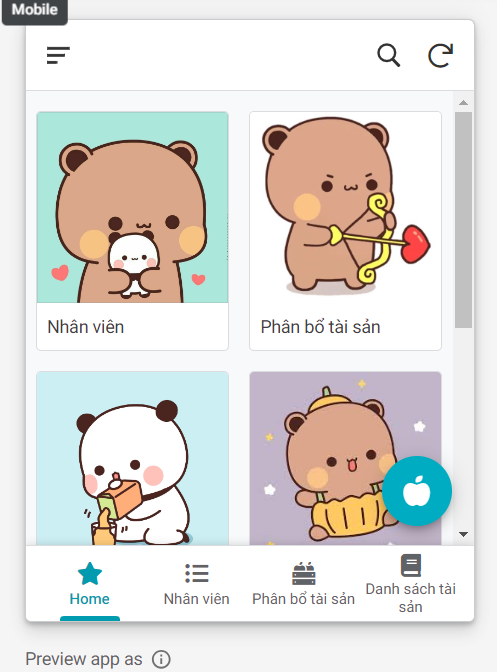 Mobile
Nhân viên
Phân bổ tài sản
Home
Nhân viên
Phân bổ tài sản
Danh sách tài
sản
Preview app as